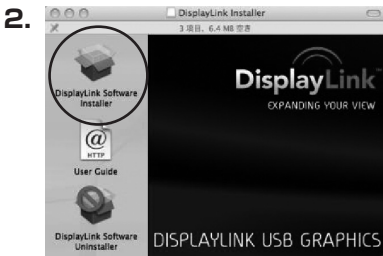 2.
DisplayLink Installer
3 項目、6.4 MB 空き
DisplayLink Software
Installer
@
HTTP
User Guide
DisplayLink Software
Uninstaller
DisplayLink™
EXPANDING YOUR VIEW
DISPLAYLINK USB GRAPHICS